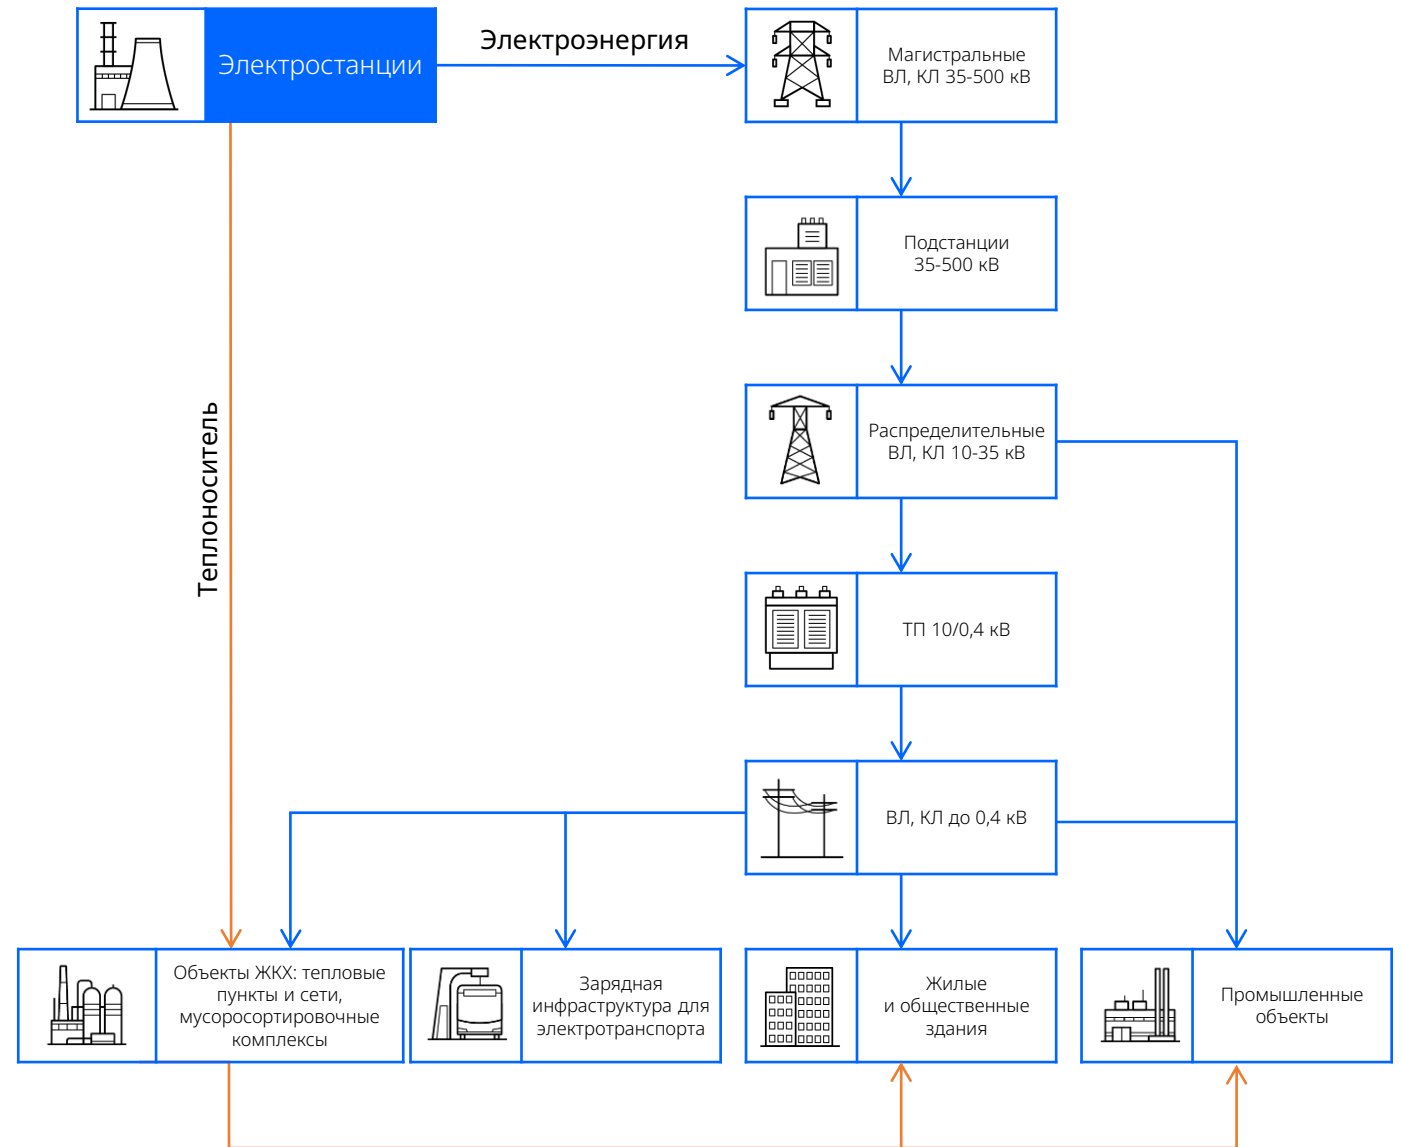 Электростанции
Электроэнергия
Магистральные
ВЛ, КЛ 35-500 кВ
Подстанции
35-500 кВ
Теплоноситель
Распределительные
ВЛ, КЛ 10-35 кВ
ТП 10/0,4 кВ
ВЛ, КЛ до 0,4 кВ
Объекты ЖКХ: тепловые
пункты и сети,
мусоросортировочные
комплексы
Зарядная
инфраструктура для
электротранспорта
Жилые
и общественные
здания
Промышленные
объекты